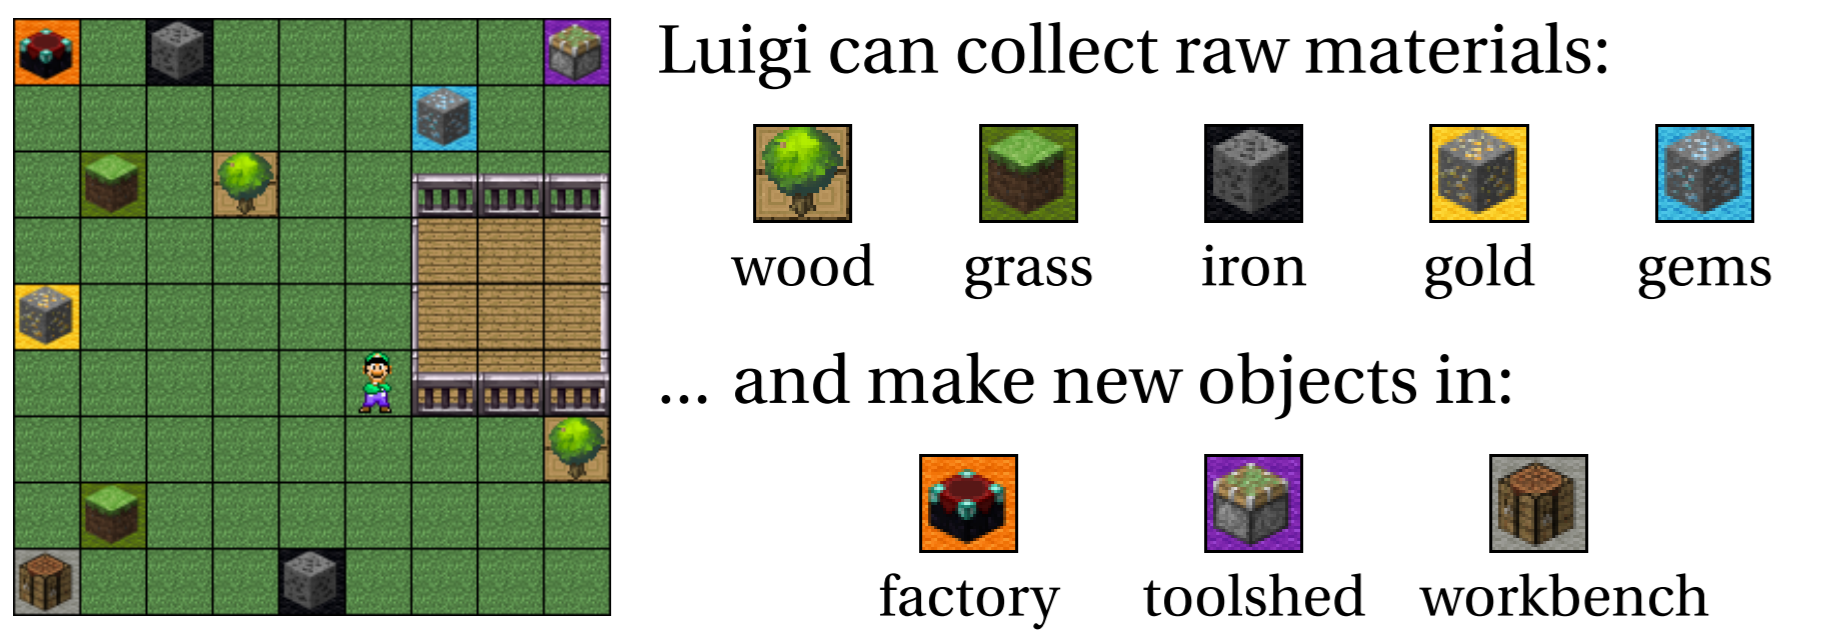 Luigi can collect raw materials:
wood grass iron gold gems
... and make new objects in:
factory toolshed workbench